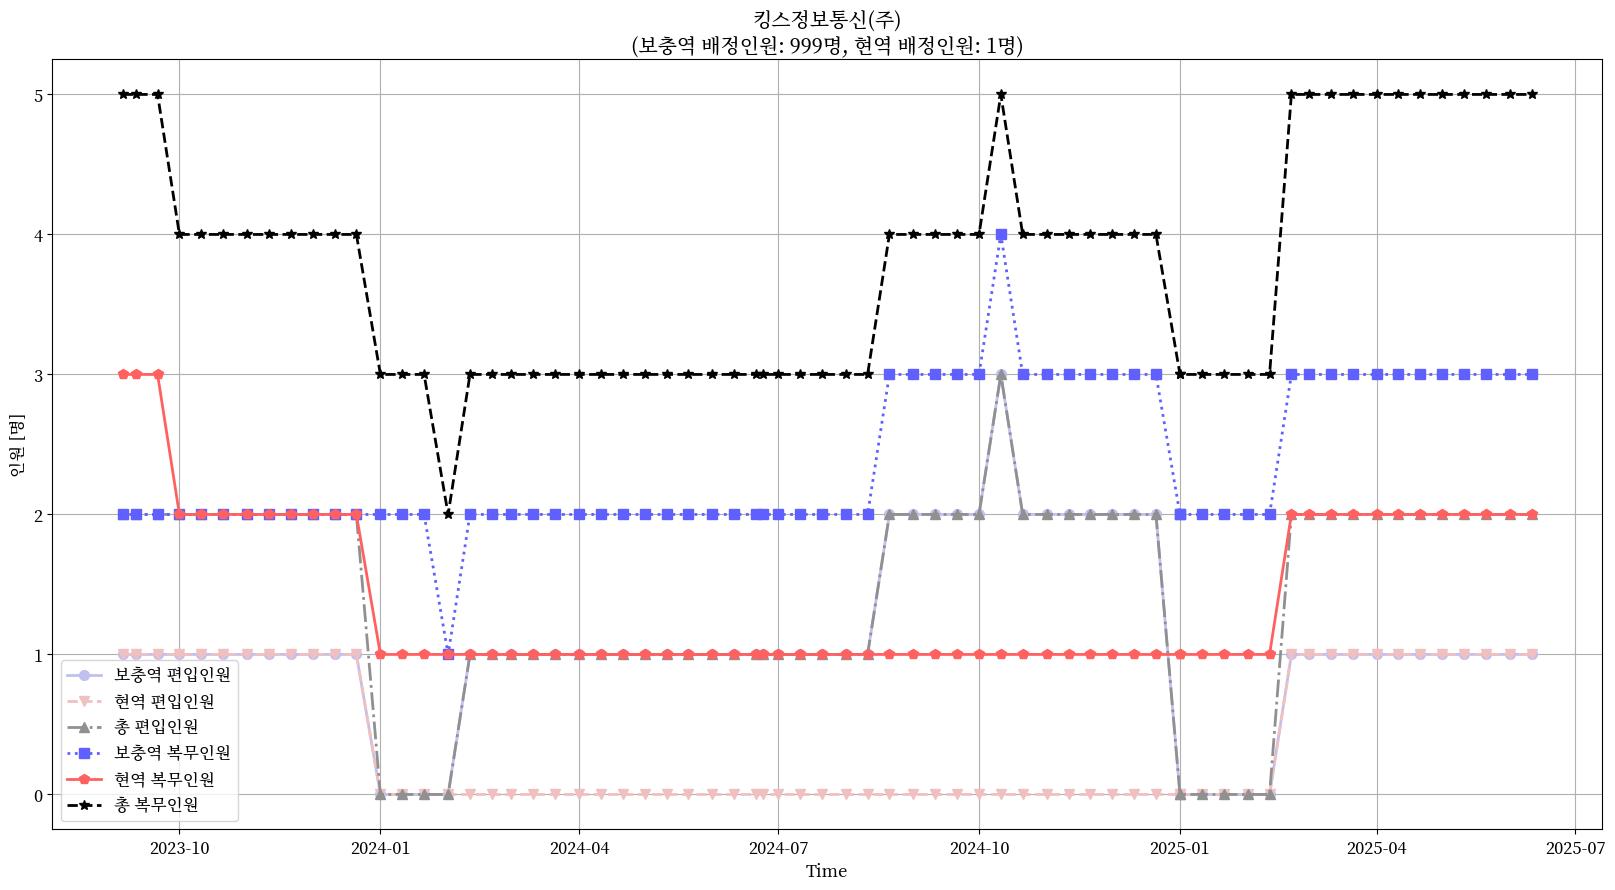 킹스정보통신(주)
(보충역 배정인원: 999명, 현역 배정인원: 1명)
인원 [명]
5
4
3
2
1
0
보충역 편입인원
현역 편입인원
총 편입인원
보충역 복무인원
현역 복무인원
총 복무인원
2023-10
2024-01
2024-04
2024-07
2024-10
2025-01
2025-04
2025-07
Time